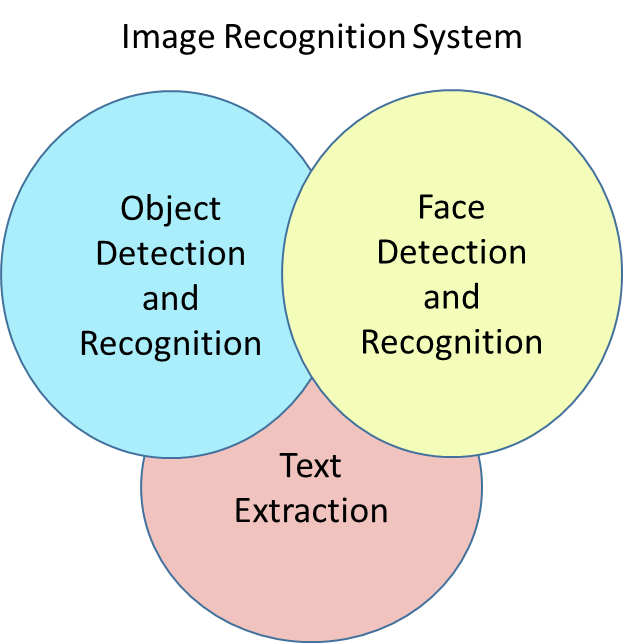 Image Recognition System
Object
Detection
and
Recognition
Face
Detection
and
Recognition
Text
Extraction